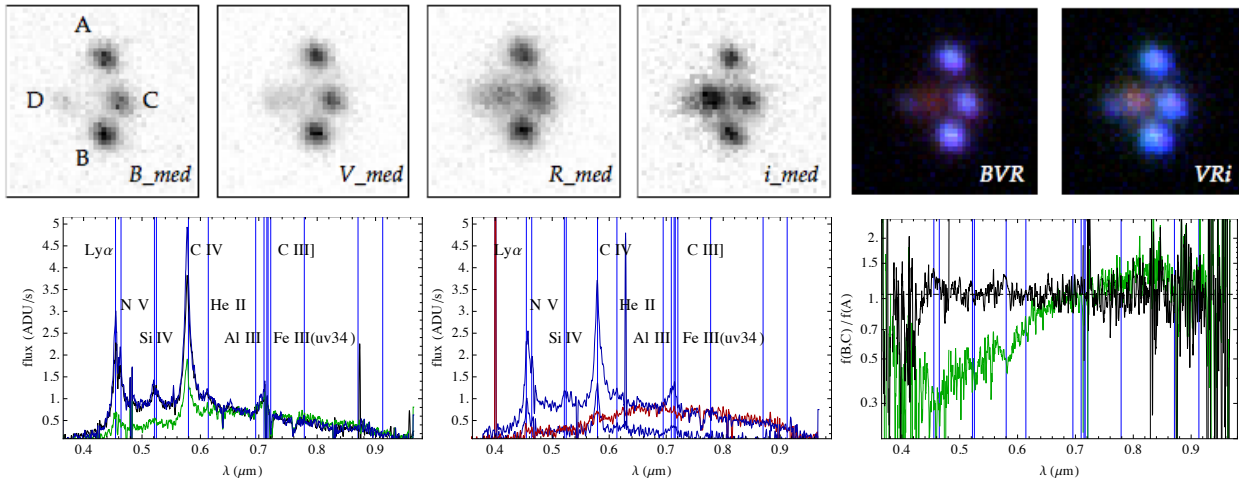 A
D
C
B
B_med
V_med
R_med
i_med
BVR
VRi
flux (ADU/s)
5
4.5
4
3.5
3
2.5
2
1.5
1
0.5
Lyα
C IV
C III]
N V
He II
Si IV
Al III
Fe III(uv34)
0.4
0.5
0.6
0.7
0.8
0.9
λ (μm)
flux (ADU/s)
5
4.5
4
3.5
3
2.5
2
1.5
1
0.5
Lyα
C IV
C III]
N V
He II
Si IV
Al III
Fe III(uv34)
0.4
0.5
0.6
0.7
0.8
0.9
λ (μm)
f(B,C) / f(A)
2.
1.5
1.
0.7
0.5
0.3
0.4
0.5
0.6
0.7
0.8
0.9
λ (μm)